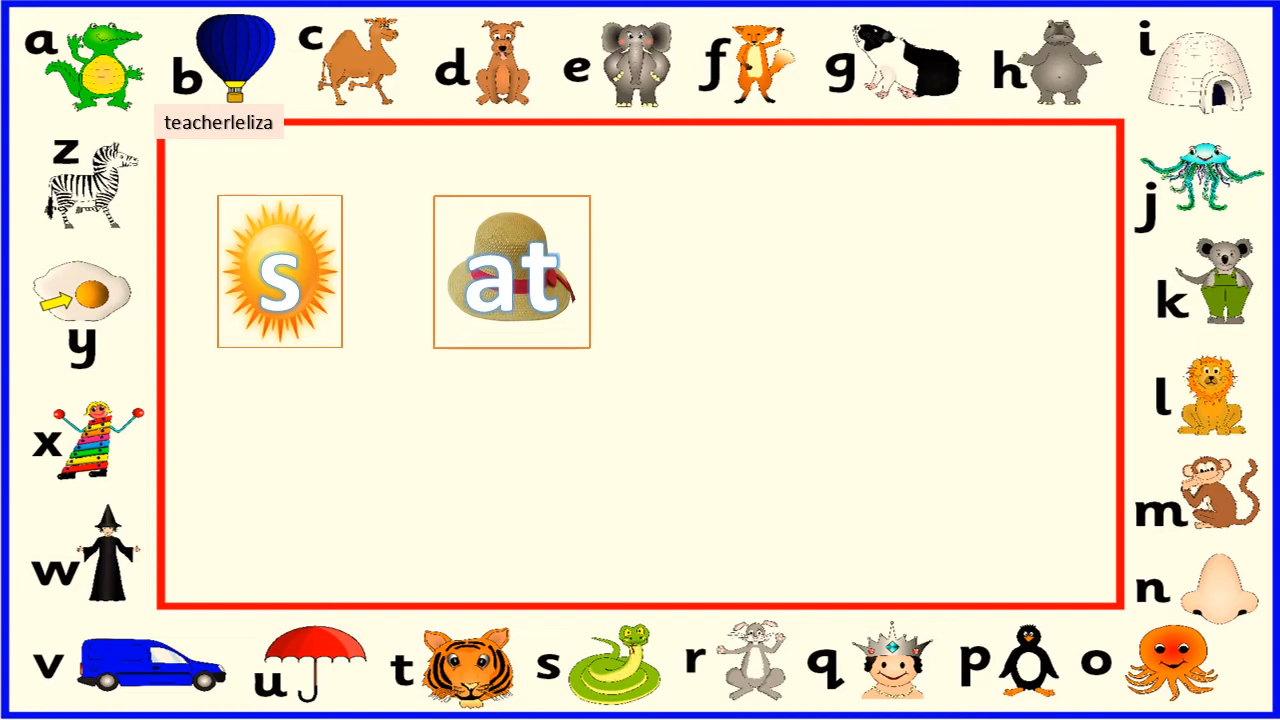 a b c d e f g h i
teacherleliza
z
j
s at
y
k
x
l
w
m
n
v u t s r q p o